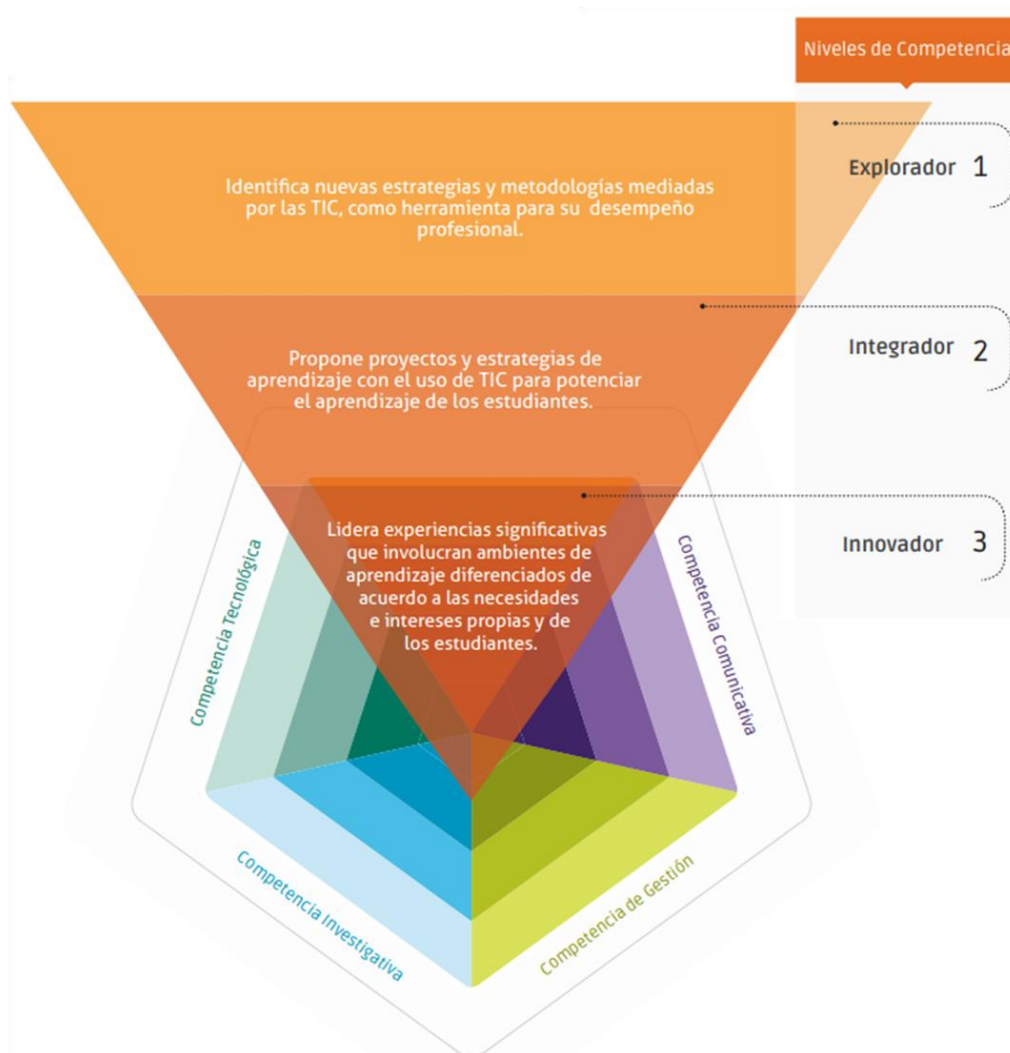 Niveles de Competencia
Identifica nuevas estrategias y metodologías mediadas
por las TIC, como herramienta para su desempeño
profesional.
Explorador 1
Propone proyectos y estrategias de
aprendizaje con el uso de TIC para potenciar
el aprendizaje de los estudiantes.
Integrador 2
Lidera experiencias significativas
que involucran ambientes de
aprendizaje diferenciados de
acuerdo a las necesidades
e intereses propias y de
los estudiantes.
Innovador 3
Competencia Tecnológica
Competencia Comunicativa
Competencia Investigativa
Competencia de Gestión